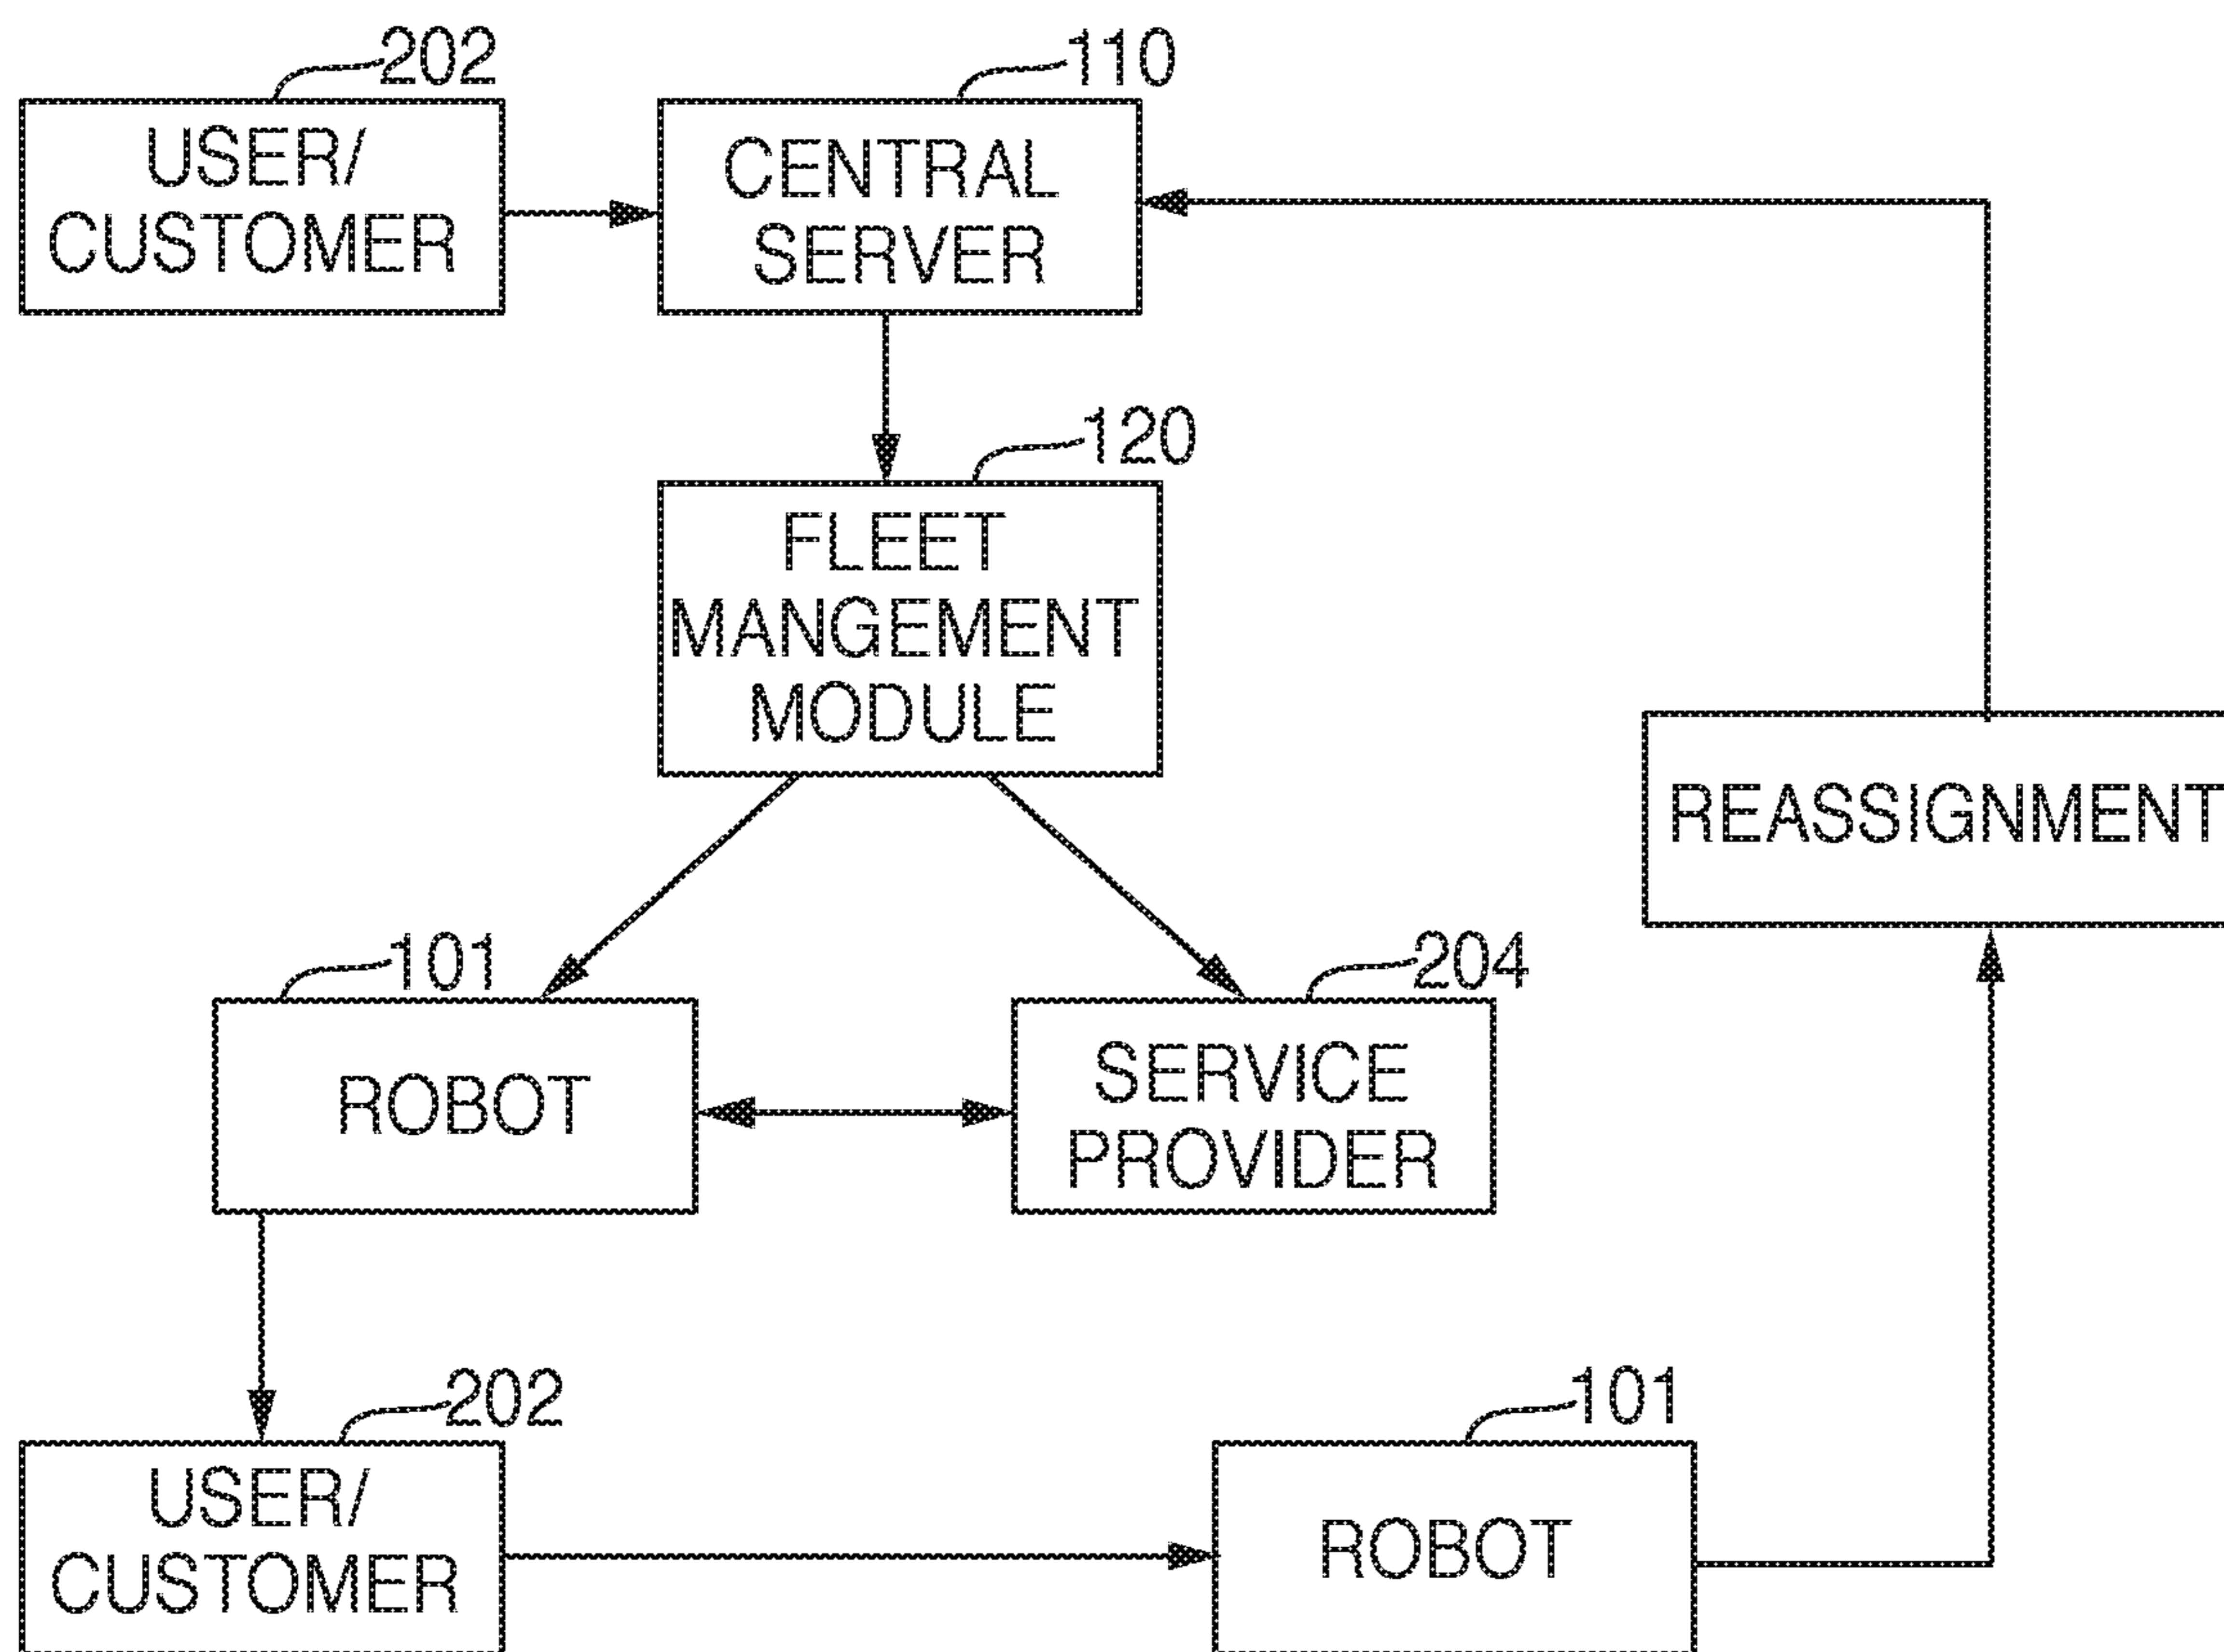 202
110
USER/
CUSTOMER
CENTRAL
SERVER
120
FLEET
MANGEMENT
MODULE
REASSIGNMENT
101
204
ROBOT
SERVICE
PROVIDER
202
101
USER/
CUSTOMER
ROBOT